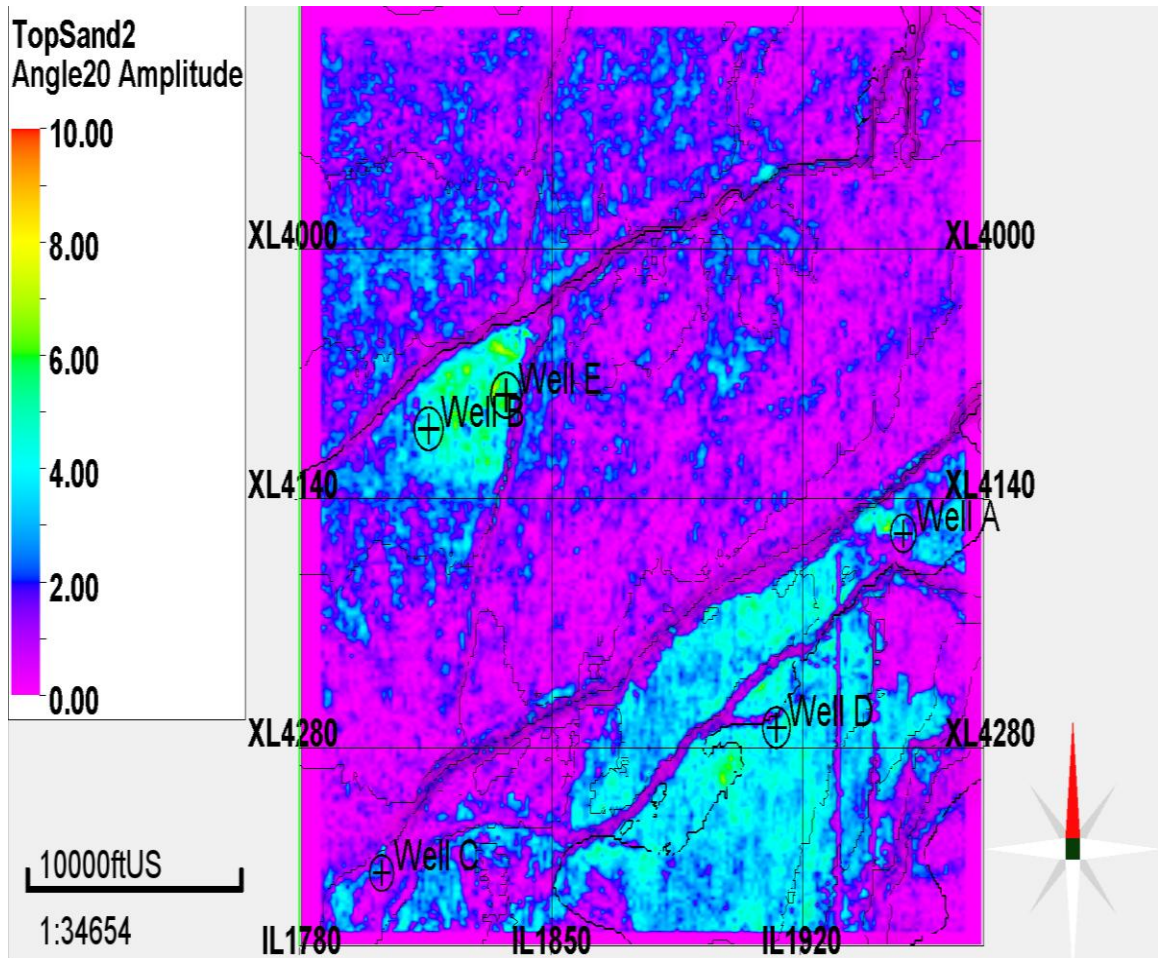 TopSand2
Angle20 Amplitude
10.00
8.00
6.00
4.00
2.00
0.00
XL4000 XL4000
Well E
Well B
XL4140 XL4140
Well A
Well D
XL4280 XL4280
Well C
10000ftUS
1:34654
IL1780 IL1850 IL1920